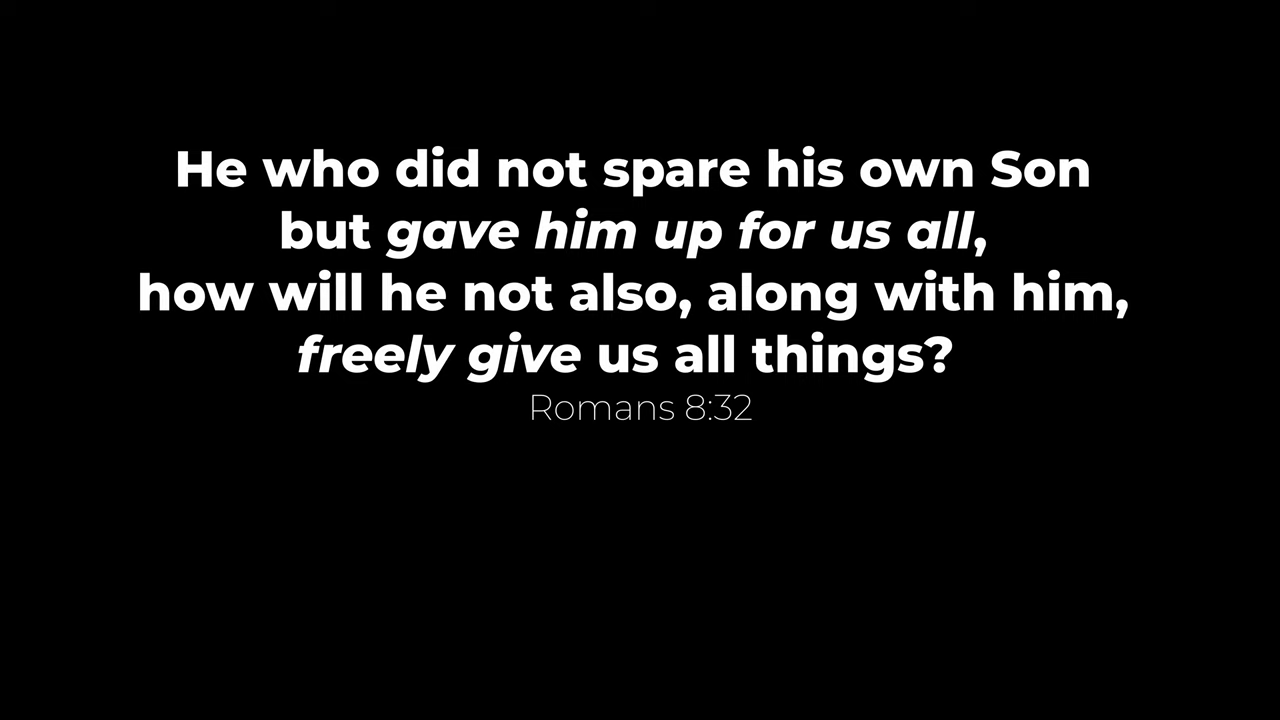 He who did not spare his own Son
but gave him up for us all,
how will he not also, along with him,
freely give us all things?
Romans 8:32